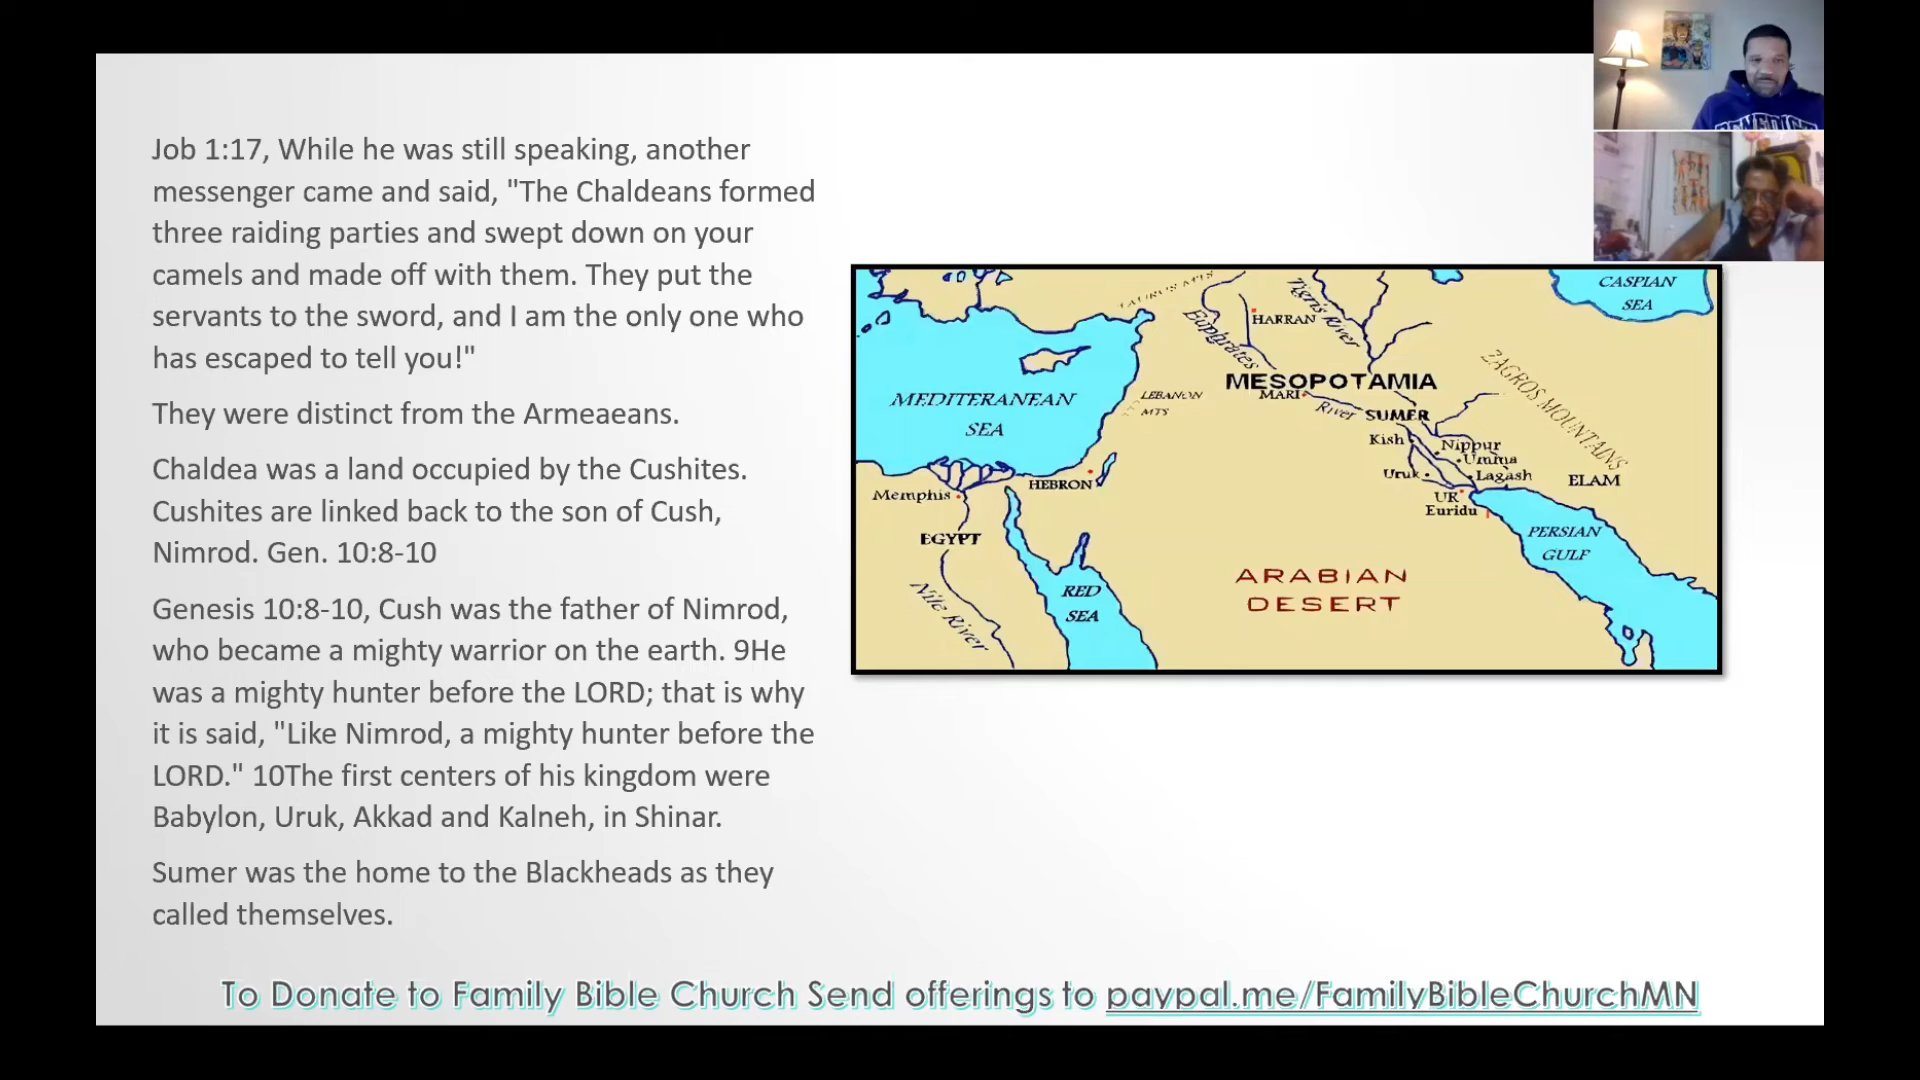 Job 1:17, While he was still speaking, another
messenger came and said, "The Chaldeans formed
three raiding parties and swept down on your
camels and made off with them. They put the
servants to the sword, and I am the only one who
has escaped to tell you!"
They were distinct from the Armeaeans.
Chaldea was a land occupied by the Cushites.
Cushites are linked back to the son of Cush,
Nimrod. Gen. 10:8-10
Genesis 10:8-10, Cush was the father of Nimrod,
who became a mighty warrior on the earth. 9He
was a mighty hunter before the LORD; that is why
it is said, "Like Nimrod, a mighty hunter before the
LORD." 10The first centers of his kingdom were
Babylon, Uruk, Akkad and Kalneh, in Shinar.
Sumer was the home to the Blackheads as they
called themselves.
TAURUS MTS
CASPIAN
SEA
Tigris River
HARRAN
Euphrates
River
ZAGROS MOUNTAINS
MESOPOTAMIA
MARI
MEDITERANEAN
SEA
LEBANON
MTS
SUMER
Kish
Nippur
Umma
Uruk
Lagash
ELAM
UR
Euridu
HEBRON
Memphis
EGYPT
Nile River
PERSIAN
GULF
ARABIAN
DESERT
RED
SEA
BENEDICT
To Donate to Family Bible Church Send offerings to paypal.me/FamilyBibleChurchMN